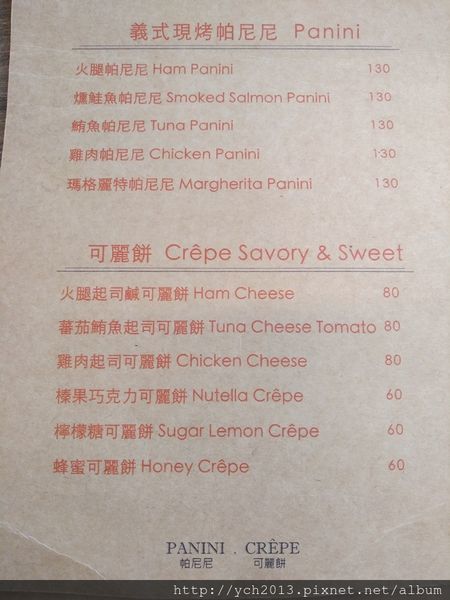 義式現烤帕尼尼 Panini
火腿帕尼尼 Ham Panini 130
燻鮭魚帕尼尼 Smoked Salmon Panini 130
鮪魚帕尼尼 Tuna Panini 130
雞肉帕尼尼 Chicken Panini 130
瑪格麗特帕尼尼 Margherita Panini 130
可麗餅 Crêpe Savory & Sweet
火腿起司鹹可麗餅 Ham Cheese 80
蕃茄鮪魚起司可麗餅 Tuna Cheese Tomato 80
雞肉起司可麗餅 Chicken Cheese 80
榛果巧克力可麗餅 Nutella Crêpe 60
檸檬糖可麗餅 Sugar Lemon Crêpe 60
蜂蜜可麗餅 Honey Crêpe 60
PANINI . CRÊPE
帕尼尼 可麗餅
http://ych2013.pixnet.net/album